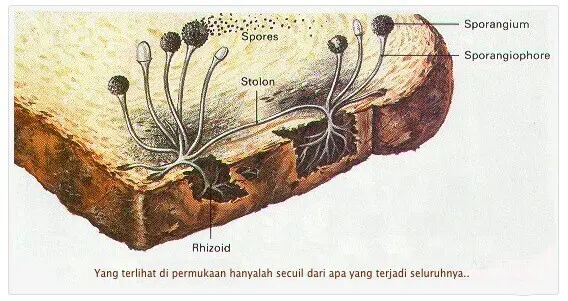 Sporangium
Spores
Sporangiophore
Stolon
Rhizoid
Yang terlihat di permukaan hanyalah secuil dari apa yang terjadi seluruhnya..